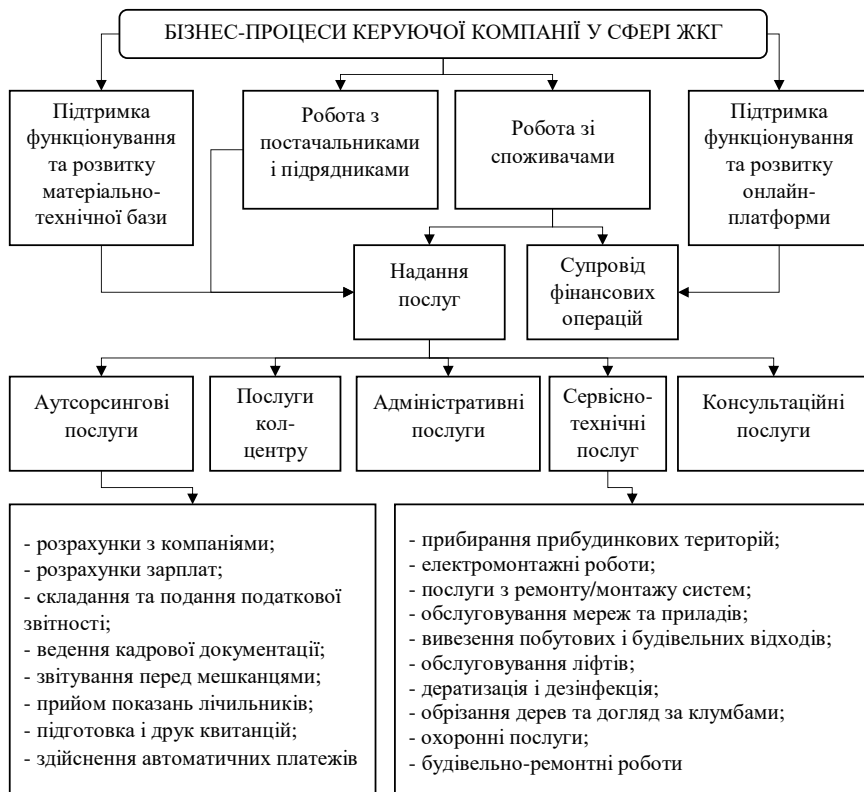 БІЗНЕС-ПРОЦЕСИ КЕРУЮЧОЇ КОМПАНІЇ У СФЕРІ ЖКГ
Підтримка
функціонування
та розвитку
матеріально-
технічної бази
Робота з
постачальниками
і підрядниками
Робота зі
споживачами
Підтримка
функціонування
та розвитку
онлайн-
платформи
Надання
послуг
Супровід
фінансових
операцій
Аутсорсингові
послуги
Послуги
кол-
центру
Адміністративні
послуги
Сервісно-
технічні
послуг
Консультаційні
послуги
- розрахунки з компаніями;
- розрахунки зарплат;
- складання та подання податкової
звітності;
- ведення кадрової документації;
- звітування перед мешканцями;
- прийом показань лічильників;
- підготовка і друк квитанцій;
- здійснення автоматичних платежів
- прибирання прибудинкових територій;
- електромонтажні роботи;
- послуги з ремонту/монтажу систем;
- обслуговування мереж та приладів;
- вивезення побутових і будівельних відходів;
- обслуговування ліфтів;
- дератизація і дезінфекція;
- обрізання дерев та догляд за клумбами;
- охоронні послуги;
- будівельно-ремонтні роботи